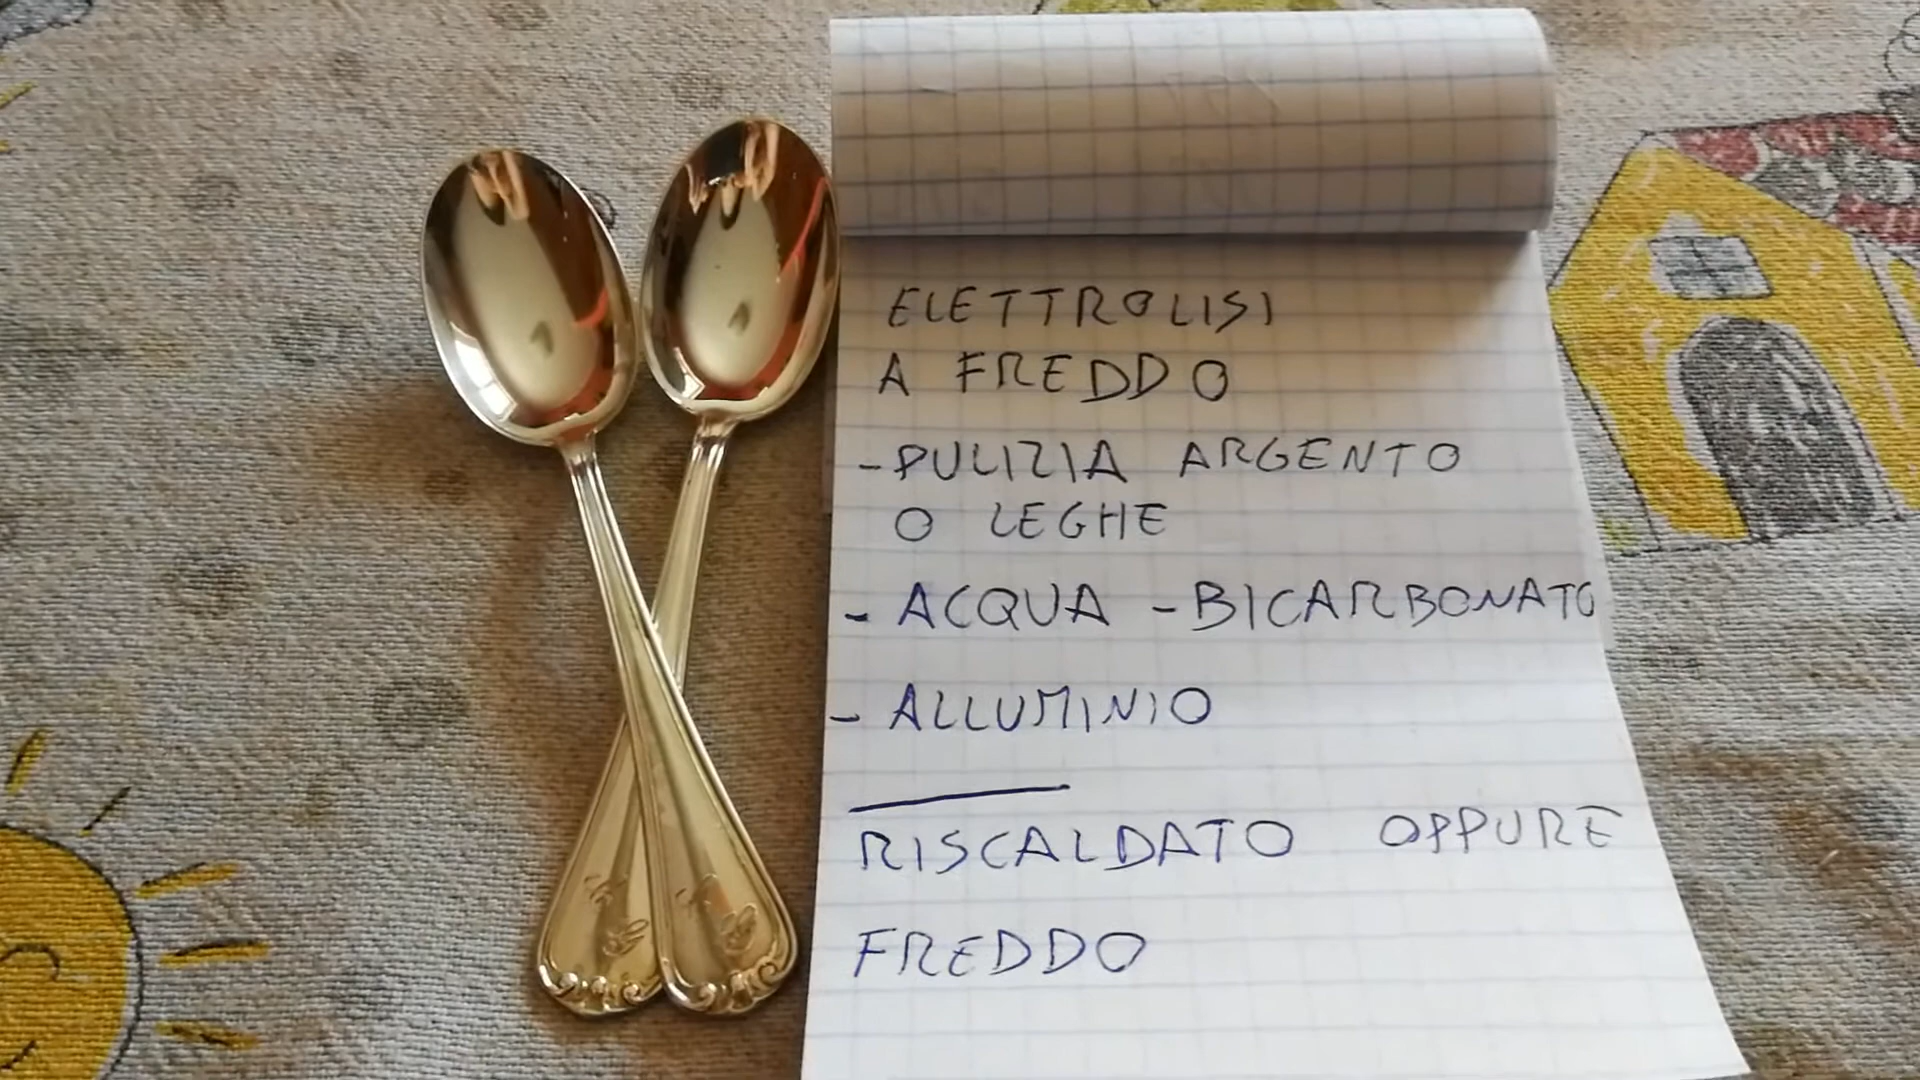 ELETTROLISI
A FREDDO
- PULIZIA ARGENTO
O LEGHE
- ACQUA - BICARBONATO
- ALLUMINIO
RISCALDATO OPPURE
FREDDO